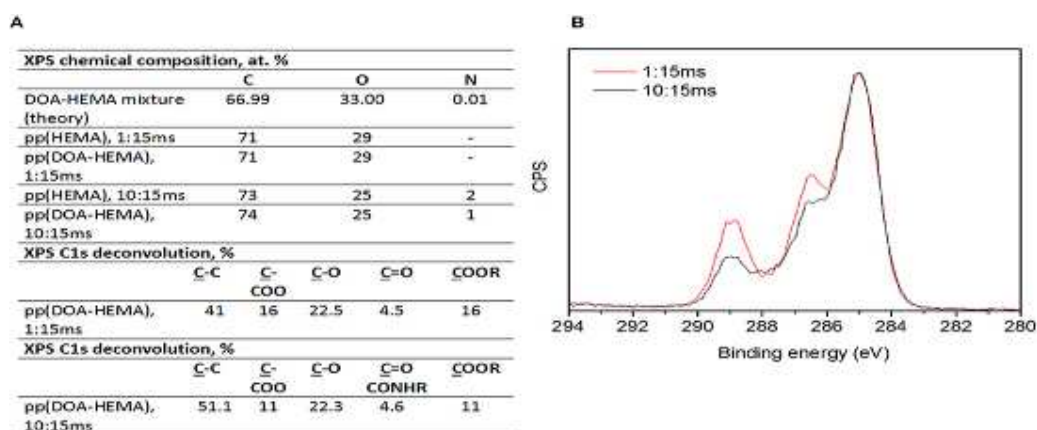 A
XPS chemical composition, at. %
C O N
DOA-HEMA mixture 66.99 33.00 0.01
(theory)
pp(HEMA), 1:15ms 71 29 -
pp(DOA-HEMA), 71 29 -
1:15ms
pp(HEMA), 10:15ms 73 25 2
pp(DOA-HEMA), 74 25 1
10:15ms
XPS C1s deconvolution, %
C-C C- C-O C=O COOR
COO
pp(DOA-HEMA), 41 16 22.5 4.5 16
1:15ms
XPS C1s deconvolution, %
C-C C- C-O C=O COOR
COO CONHR
pp(DOA-HEMA), 51.1 11 22.3 4.6 11
10:15ms
B
1:15ms
10:15ms
CPS
294 292 290 288 286 284 282 280
Binding energy (eV)